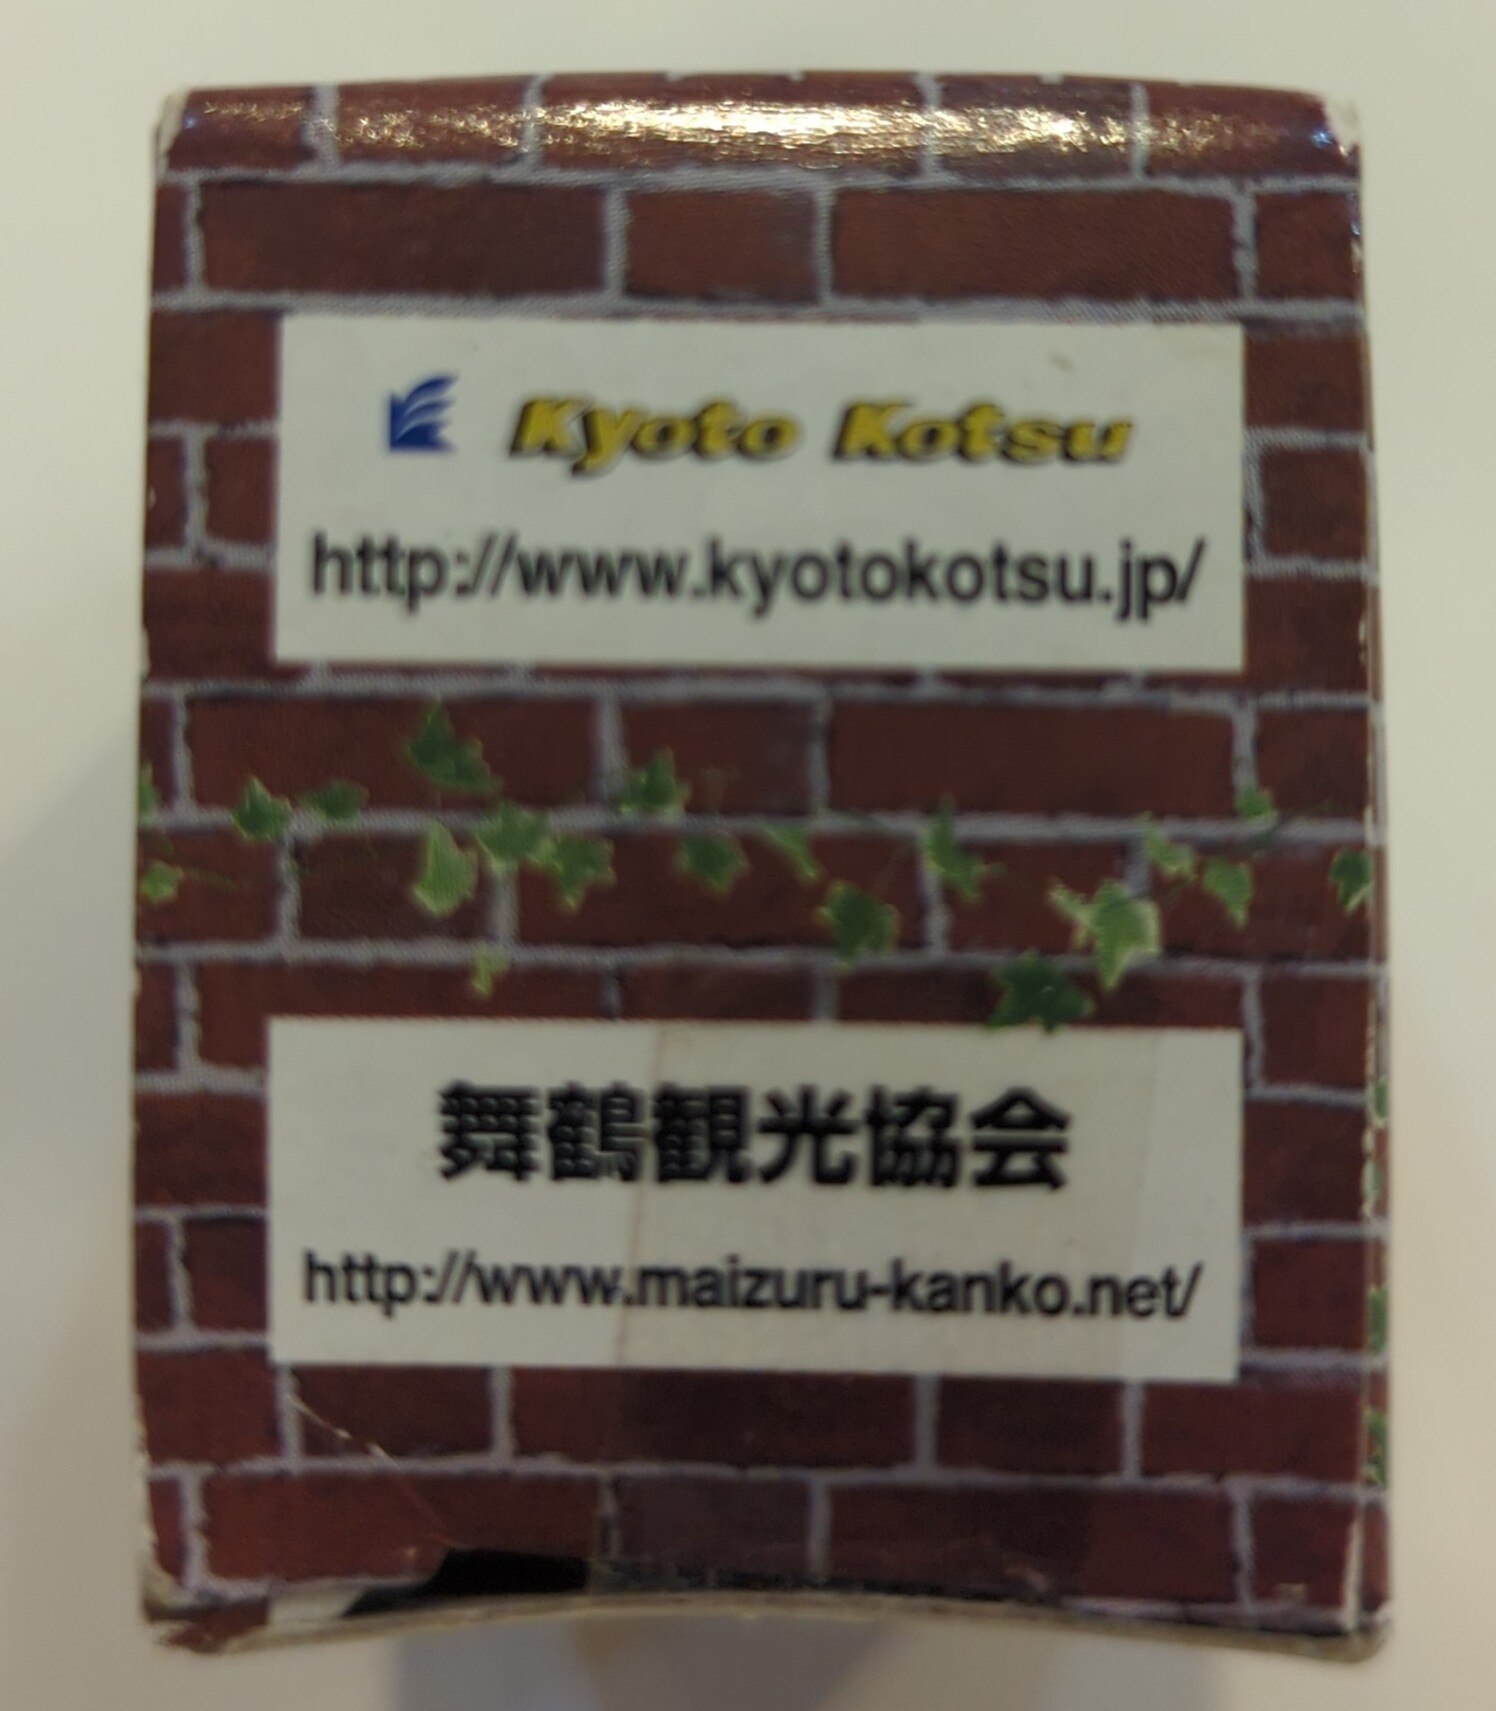 Kyoto Kotsu
http://www.kyotokotsu.jp/
舞鶴観光協会
http://www.maizuru-kanko.net/